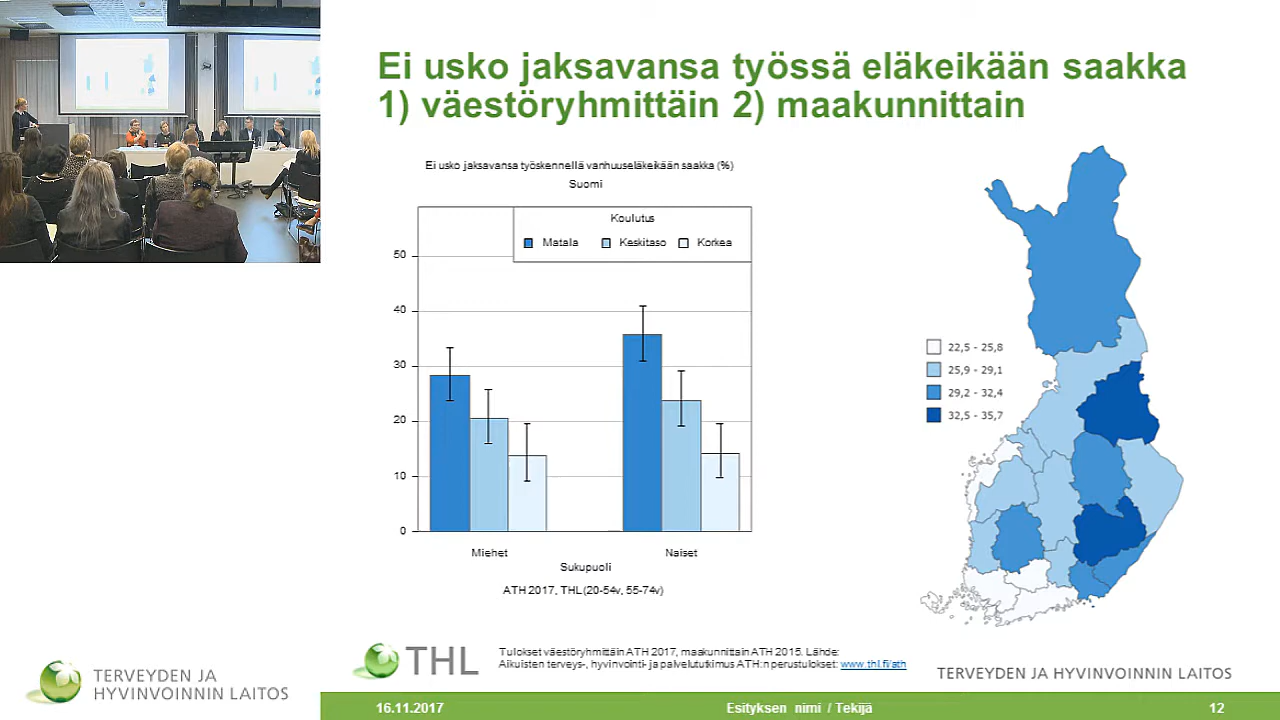 Ei usko jaksavansa työssä eläkeikään saakka
1) väestöryhmittäin 2) maakunnittain
Ei usko jaksavansa työskennellä vanhuuseläkeikään saakka (%)
Suomi
Koulutus
Matala Keskitaso Korkea
50
40
30
20
10
0
Miehet Naiset
Sukupuoli
ATH 2017, THL (20-54v, 55-74v)
22,5 - 25,8
25,9 - 29,1
29,2 - 32,4
32,5 - 35,7
THL
Tulokset väestöryhmittäin ATH 2017, maakunnittain ATH 2015. Lähde:
Aikuisten terveys-, hyvinvointi- ja palvelututkimus ATH:n perustulokset: www.thl.fi/ath
TERVEYDEN JA HYVINVOINNIN LAITOS
TERVEYDEN JA
HYVINVOINNIN LAITOS
16.11.2017 Esityksen nimi / Tekijä 12